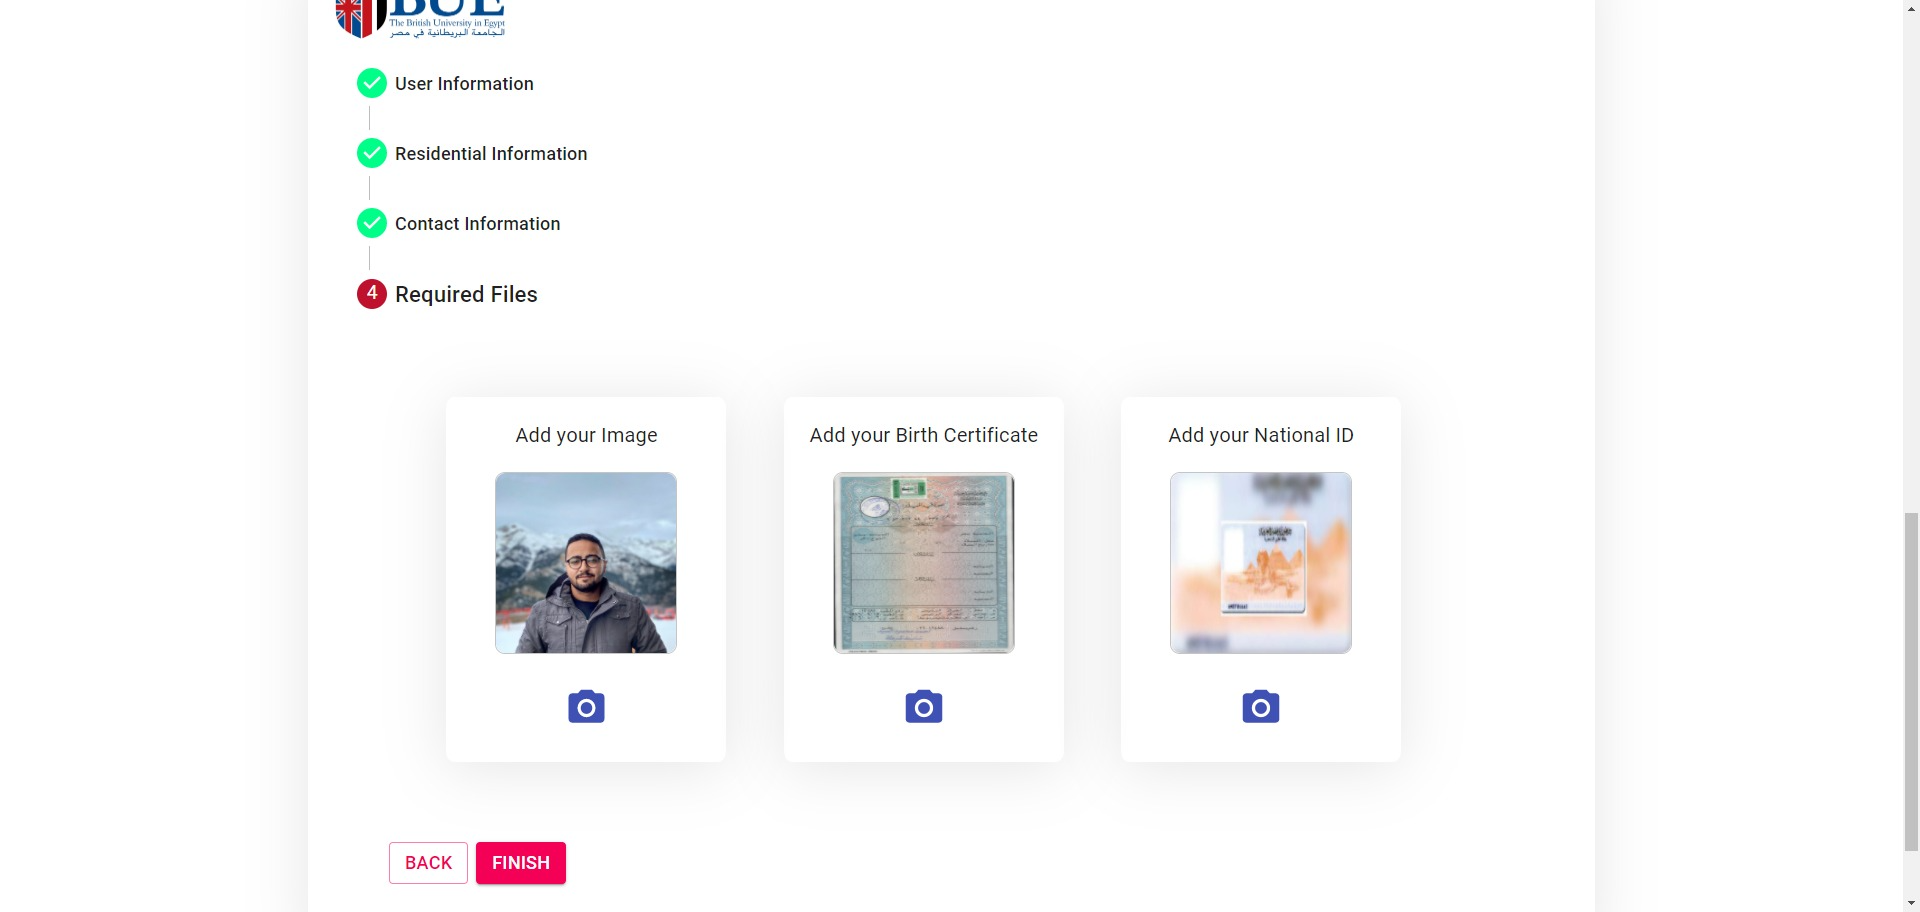 BUE
The British University in Egypt
الجامعة البريطانية في مصر
User Information
Residential Information
Contact Information
4 Required Files
Add your Image
Add your Birth Certificate
Add your National ID
BACK
FINISH